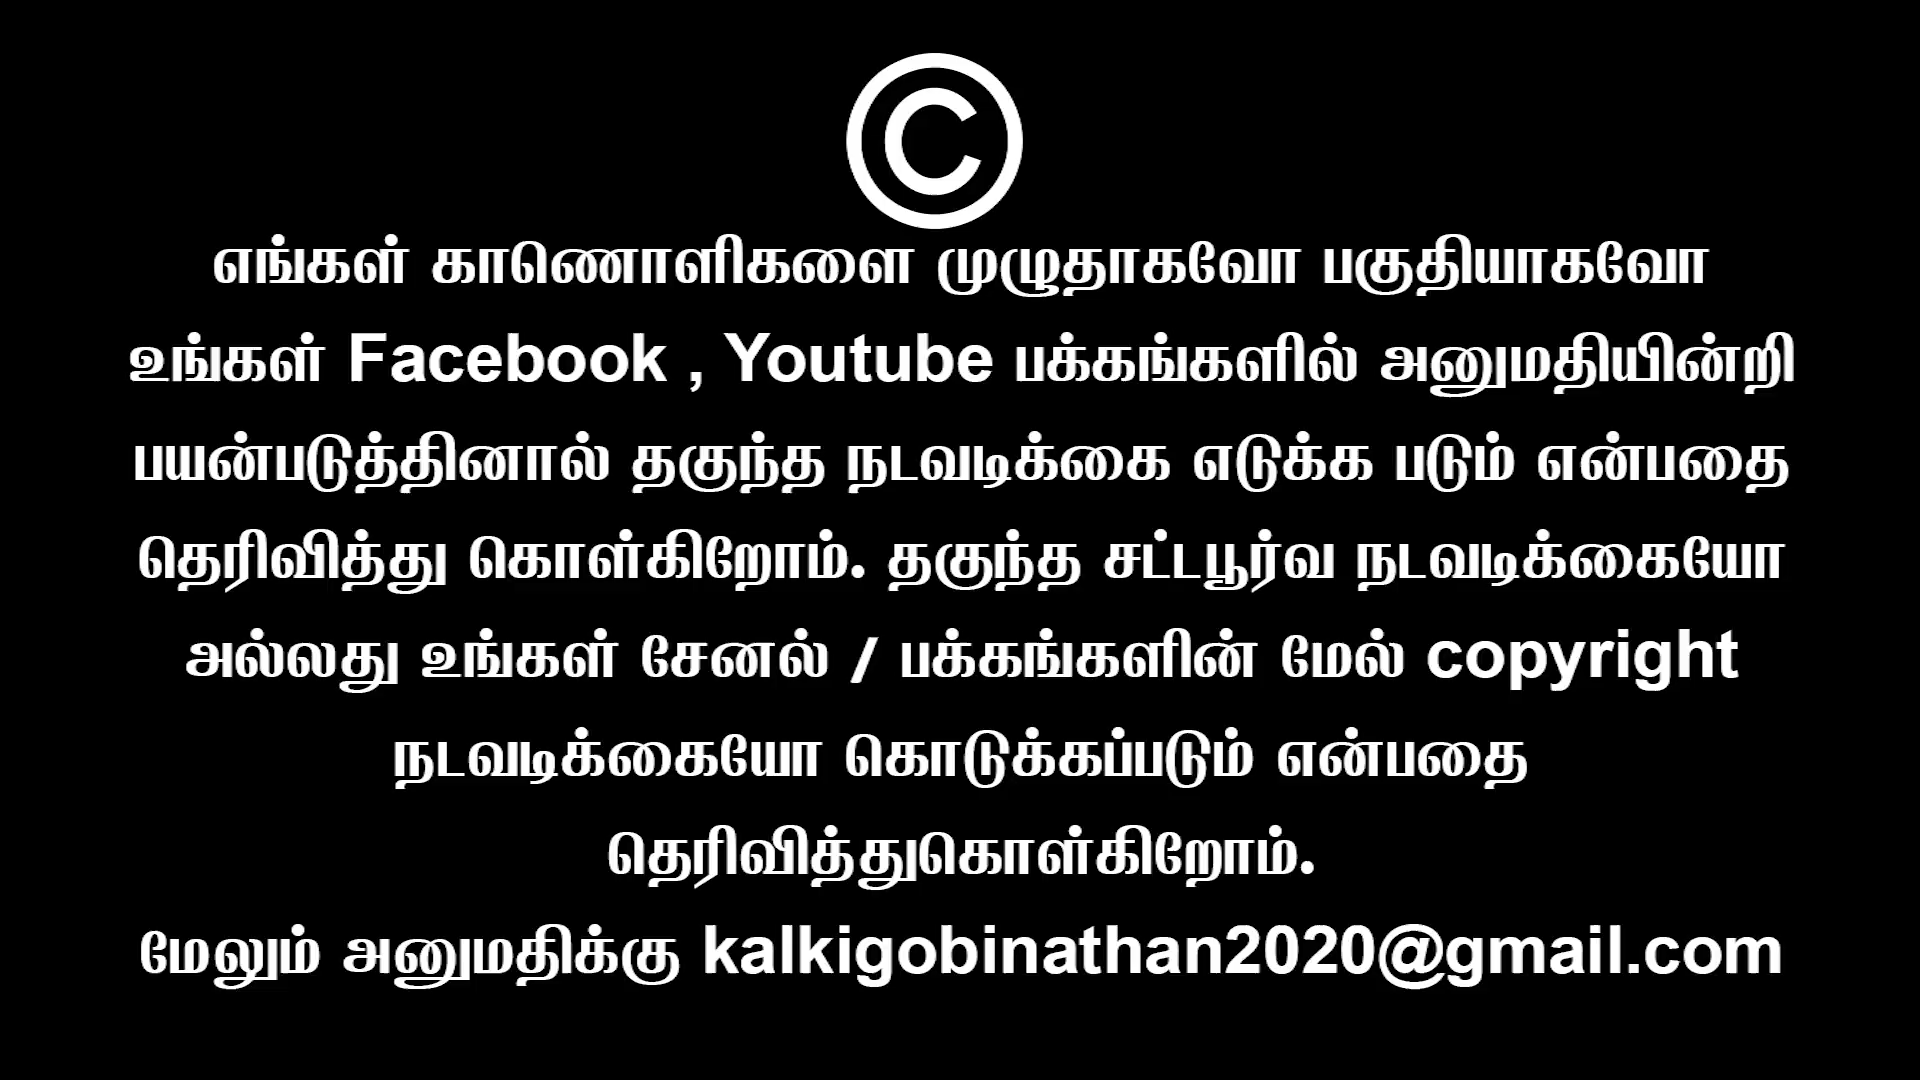 ©
எங்கள் காணொளிகளை முழுதாகவோ பகுதியாகவோ
உங்கள் Facebook , Youtube பக்கங்களில் அனுமதியின்றி
பயன்படுத்தினால் தகுந்த நடவடிக்கை எடுக்க படும் என்பதை
தெரிவித்து கொள்கிறோம். தகுந்த சட்டபூர்வ நடவடிக்கையோ
அல்லது உங்கள் சேனல் / பக்கங்களின் மேல் copyright
நடவடிக்கையோ கொடுக்கப்படும் என்பதை
தெரிவித்துகொள்கிறோம்.
மேலும் அனுமதிக்கு kalkigobinathan2020@gmail.com